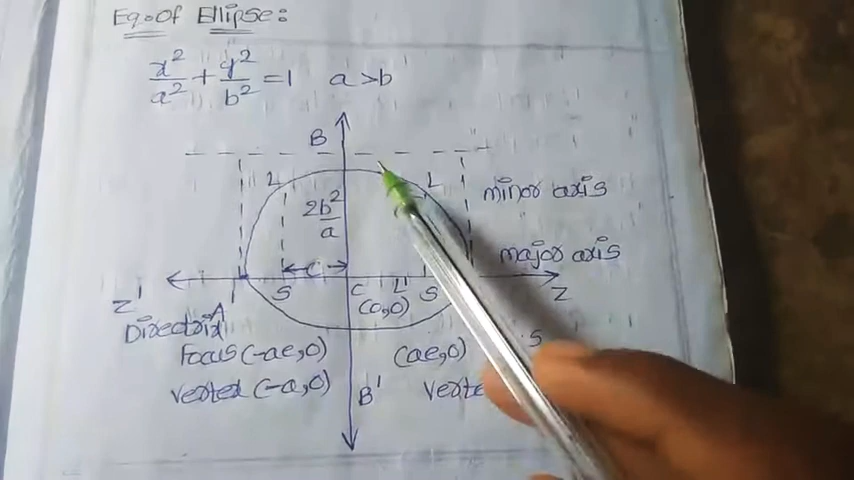 Eq: Of Ellipse:
x²/a² + y²/b² = 1 a > b
B
L L minor axis
2b²/a
major axis
C
S C L' S Z
Z' A (0,0)
Directrix S
Focus (-ae,0) (ae,0)
Vertex (-a,0) B' verte